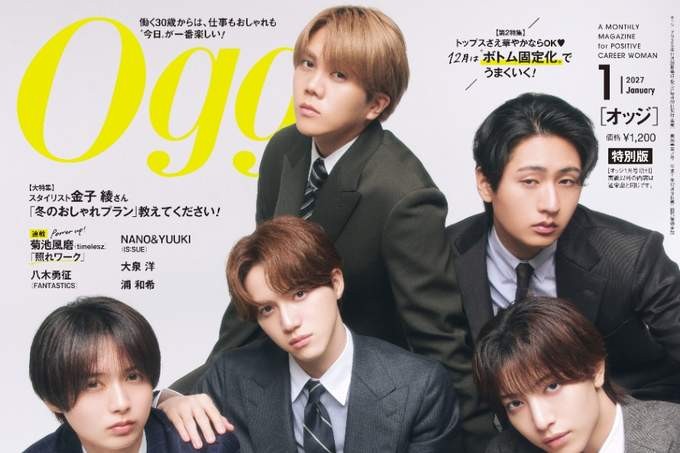 働く30歳からは、仕事もおしゃれも
“今日”が一番楽しい！
Ogg
【第2特集】
トップスさえ華やかならOK♥
12月は“ボトム固定化”で
うまくいく！
A MONTHLY
MAGAZINE
for POSITIVE
CAREER WOMAN
1
2027
January
［オッジ］
価格 ¥1,200
特別版
【大特集】
スタイリスト金子 綾さん
「冬のおしゃれプラン」教えてください！
連載 Power up!
菊池風磨［timelesz］
「照れワーク」
八木勇征
［FANTASTICS］
NANO&YUUKI
［IS:SUE］
大泉 洋
浦 和希